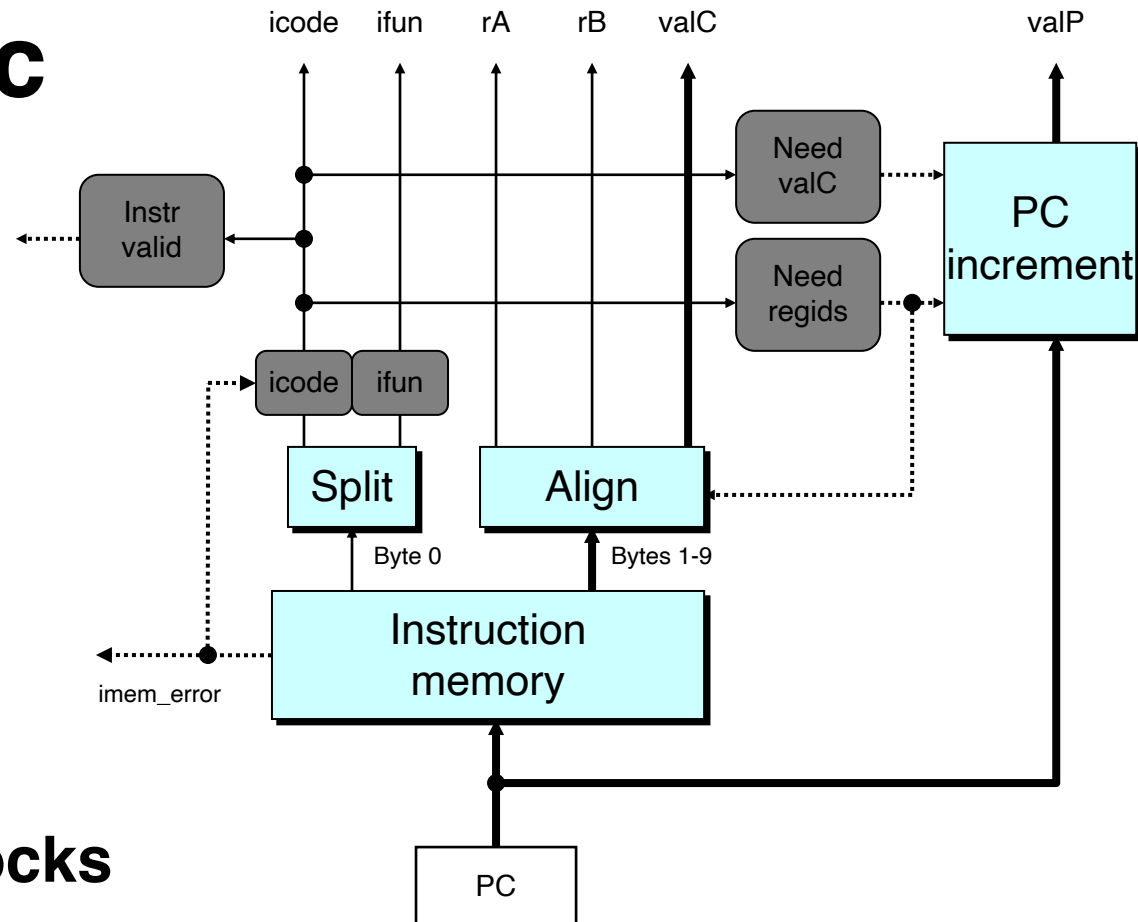 icode ifun rA rB valC valP
c
Need
valC
Instr
valid
PC
increment
Need
regids
icode ifun
Split
Align
Byte 0
Bytes 1-9
Instruction
memory
imem_error
ocks
PC